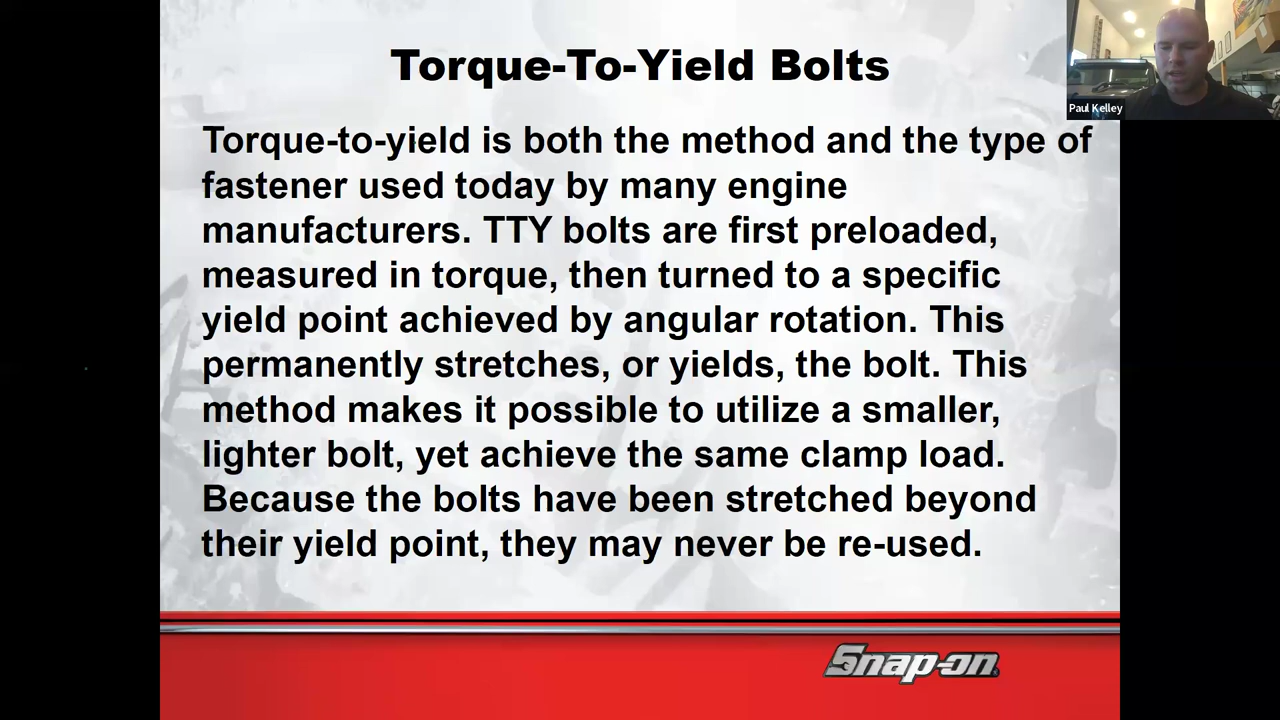 Torque-To-Yield Bolts
Paul Kelley
Torque-to-yield is both the method and the type of
fastener used today by many engine
manufacturers. TTY bolts are first preloaded,
measured in torque, then turned to a specific
yield point achieved by angular rotation. This
permanently stretches, or yields, the bolt. This
method makes it possible to utilize a smaller,
lighter bolt, yet achieve the same clamp load.
Because the bolts have been stretched beyond
their yield point, they may never be re-used.
Snap-on